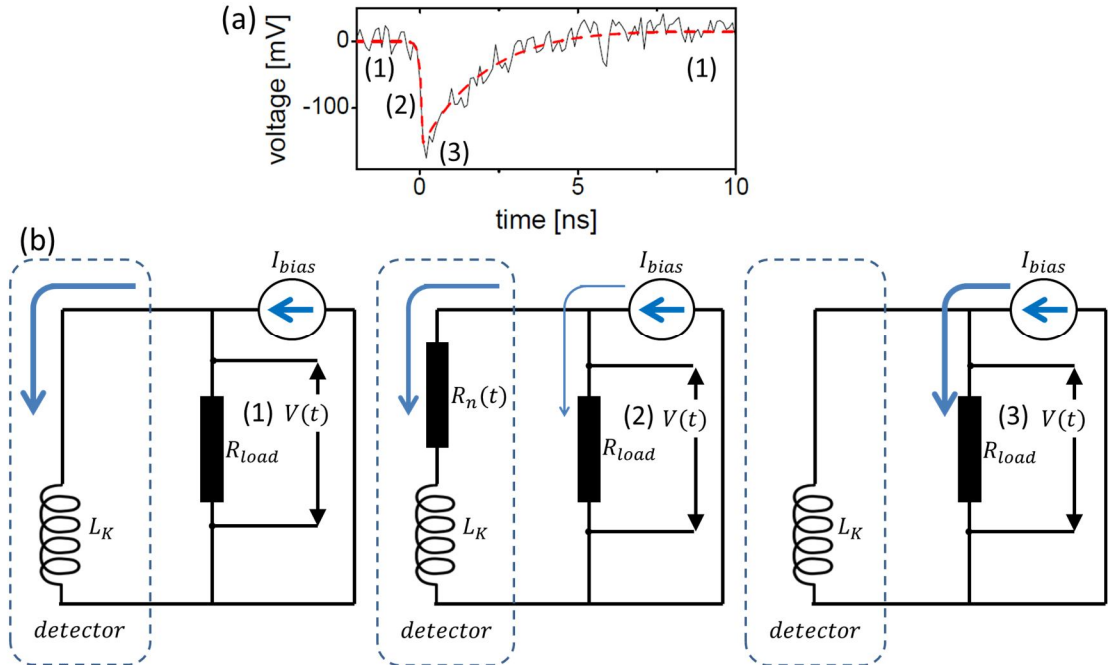 (a)
voltage [mV]
0
-100
(1)
(2)
(3)
(1)
0
5
10
time [ns]
(b)
I_bias
(1) V(t)
R_load
L_K
detector
I_bias
R_n(t)
(2) V(t)
R_load
L_K
detector
I_bias
(3) V(t)
R_load
L_K
detector